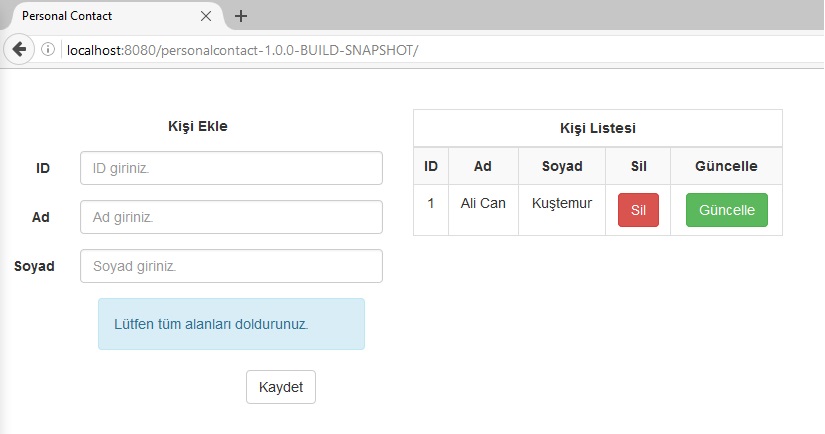 Personal Contact
localhost:8080/personalcontact-1.0.0-BUILD-SNAPSHOT/
Kişi Ekle
ID
ID giriniz.
Ad
Ad giriniz.
Soyad
Soyad giriniz.
Lütfen tüm alanları doldurunuz.
Kaydet
Kişi Listesi
ID Ad Soyad Sil Güncelle
1 Ali Can Kuştemur Sil Güncelle